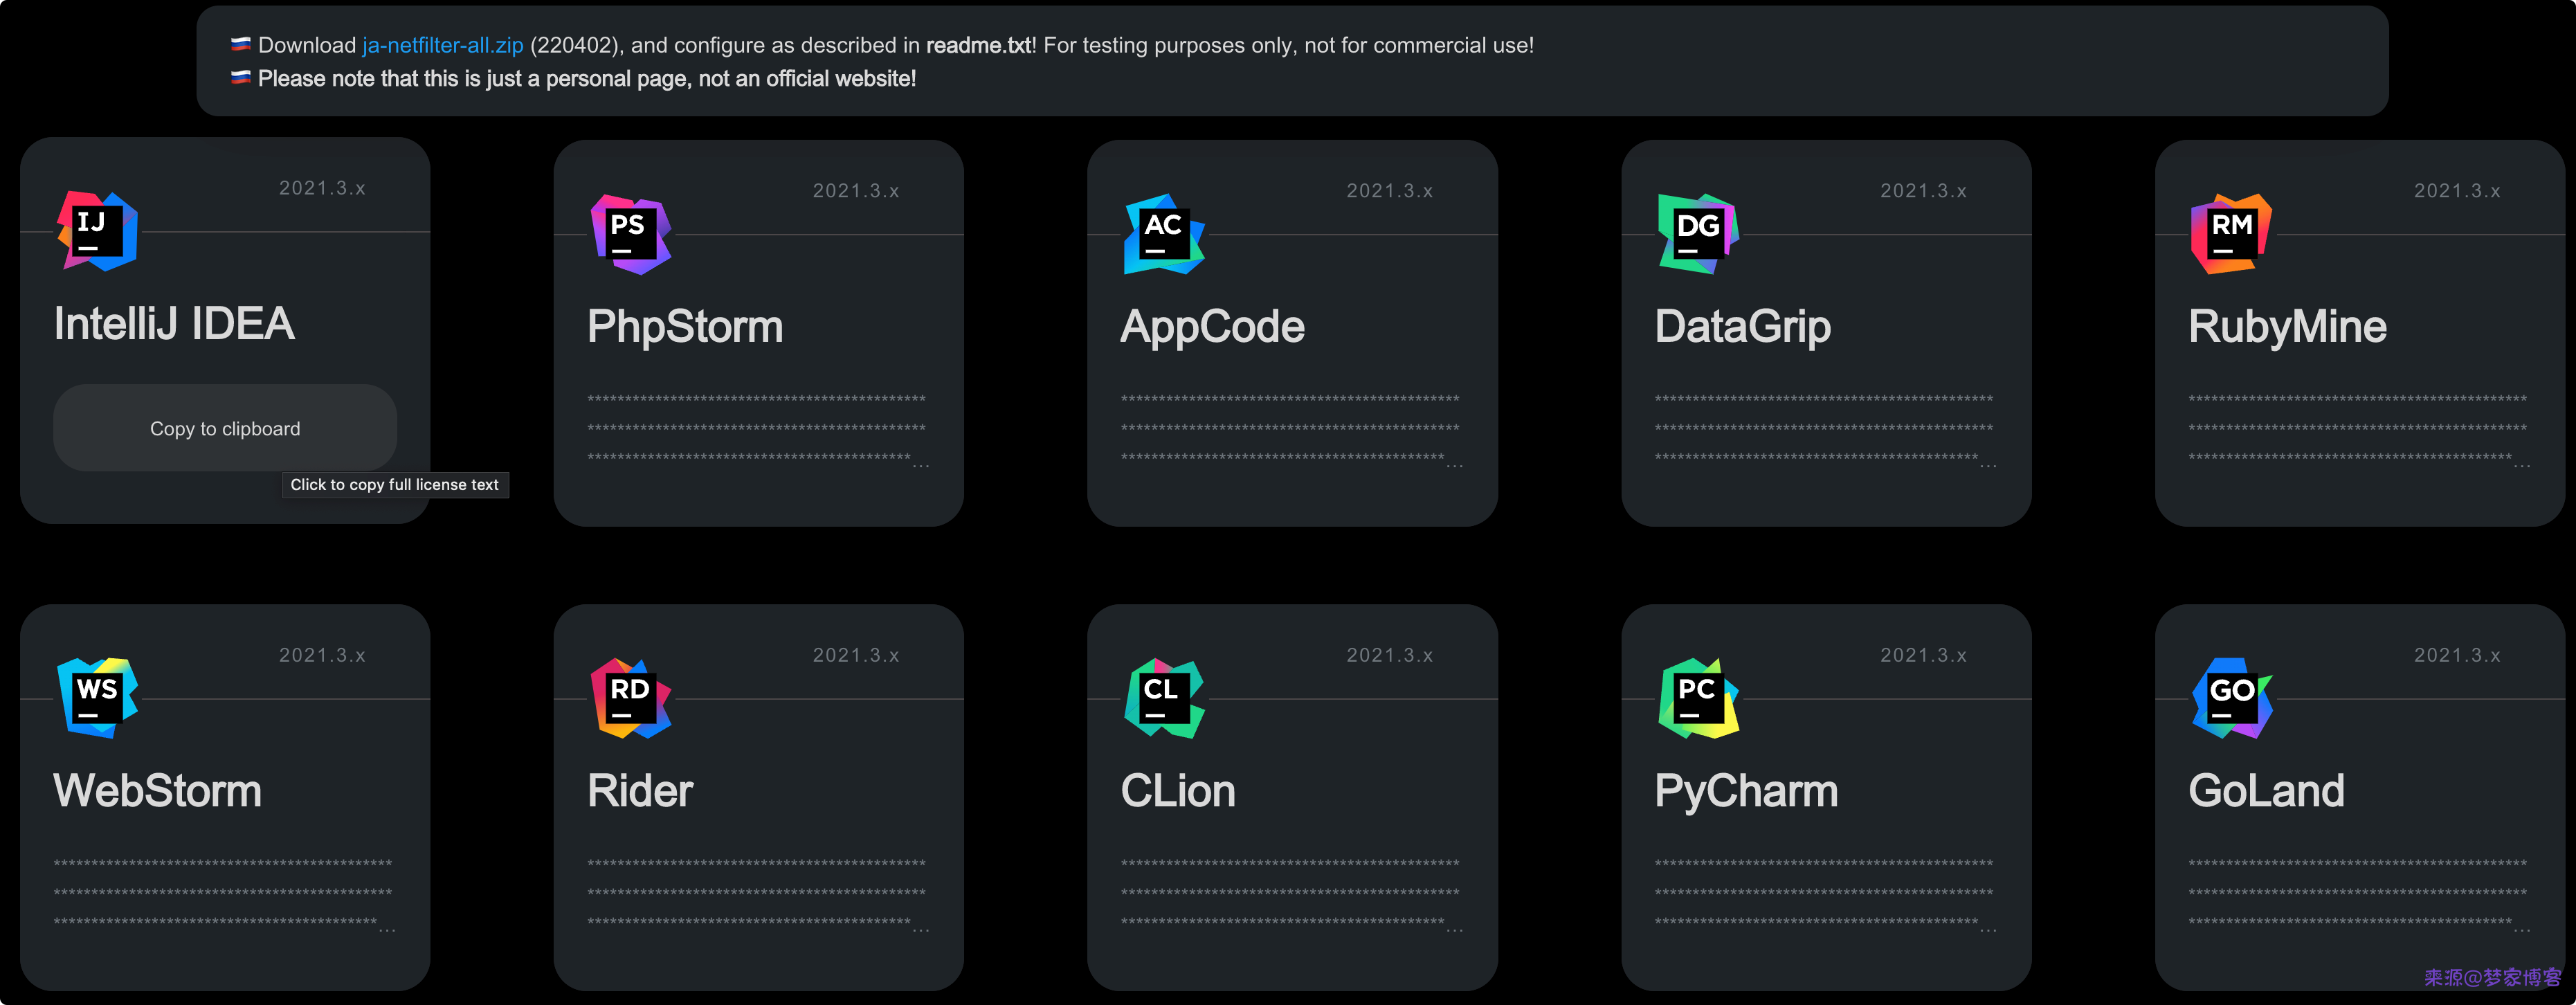 🇷🇺 Download ja-netfilter-all.zip (220402), and configure as described in readme.txt! For testing purposes only, not for commercial use!
🇷🇺 Please note that this is just a personal page, not an official website!
2021.3.x
IJ
IntelliJ IDEA
Copy to clipboard
Click to copy full license text
2021.3.x
PS
PhpStorm
*********************************************
*********************************************
*******************************************...
2021.3.x
AC
AppCode
*********************************************
*********************************************
*******************************************...
2021.3.x
DG
DataGrip
*********************************************
*********************************************
*******************************************...
2021.3.x
RM
RubyMine
*********************************************
*********************************************
*******************************************...
2021.3.x
WS
WebStorm
*********************************************
*********************************************
*******************************************...
2021.3.x
RD
Rider
*********************************************
*********************************************
*******************************************...
2021.3.x
CL
CLion
*********************************************
*********************************************
*******************************************...
2021.3.x
PC
PyCharm
*********************************************
*********************************************
*******************************************...
2021.3.x
GO
GoLand
*********************************************
*********************************************
*******************************************...
来源@梦家博客